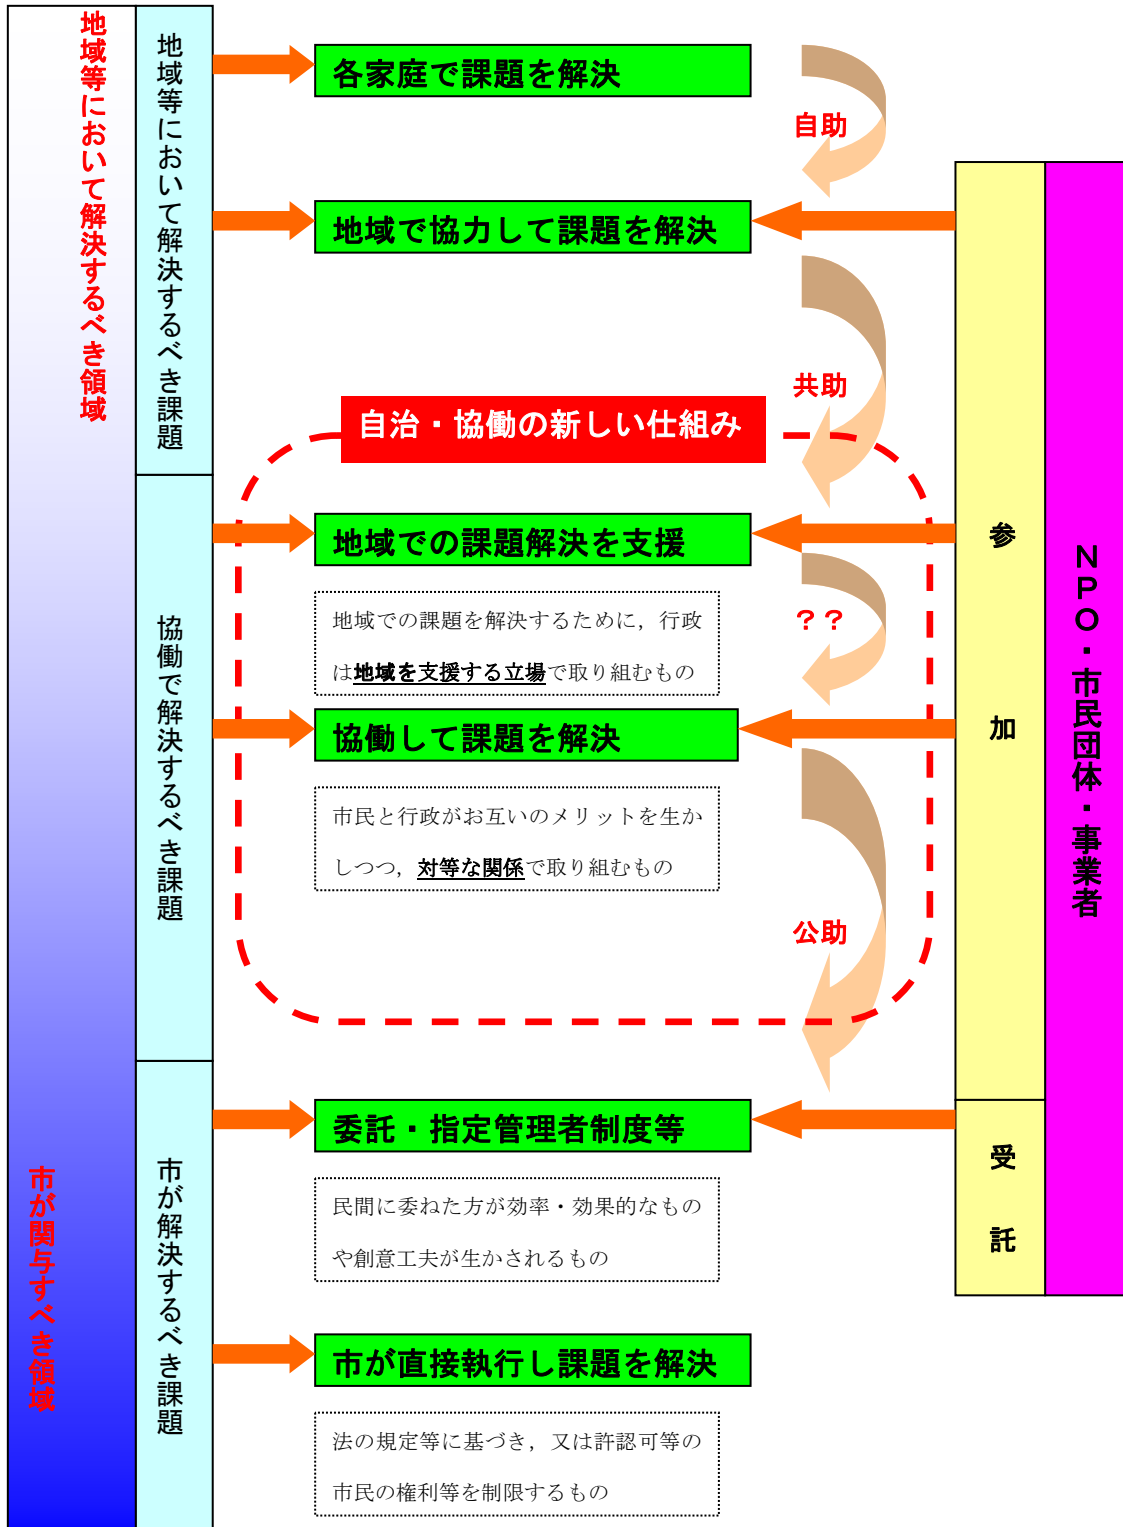 地域等において解決するべき領域
市が関与すべき領域
地域等において解決するべき課題
協働で解決するべき課題
市が解決するべき課題
各家庭で課題を解決
自助
地域で協力して課題を解決
共助
自治・協働の新しい仕組み
地域での課題解決を支援
地域での課題を解決するために，行政
は地域を支援する立場で取り組むもの
？？
協働して課題を解決
市民と行政がお互いのメリットを生か
しつつ，対等な関係で取り組むもの
公助
委託・指定管理者制度等
民間に委ねた方が効率・効果的なもの
や創意工夫が生かされるもの
市が直接執行し課題を解決
法の規定等に基づき，又は許認可等の
市民の権利等を制限するもの
参加
受託
ＮＰＯ・市民団体・事業者